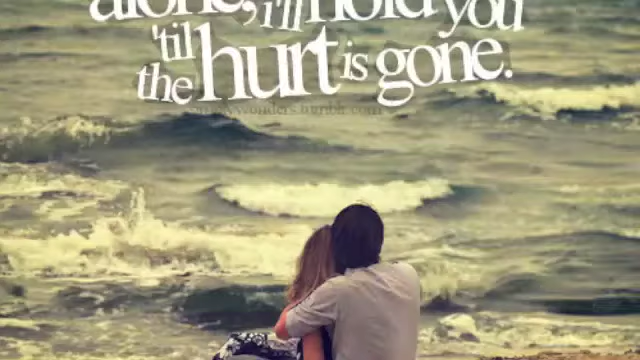 alone, i'll hold you
'til
the hurt is gone.